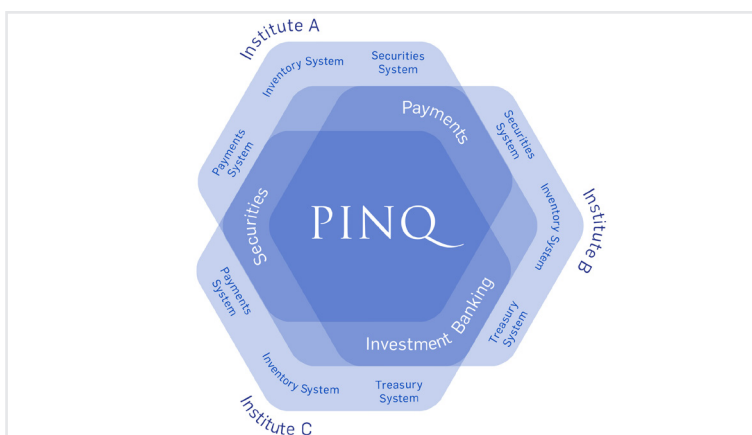 Institute A
Inventory System
Securities
System
Payments
System
Payments
Securities
System
Inventory System
Institute B
Securities
PINQ
Payments
System
Investment Banking
Treasury
System
Inventory System
Treasury
System
Institute C